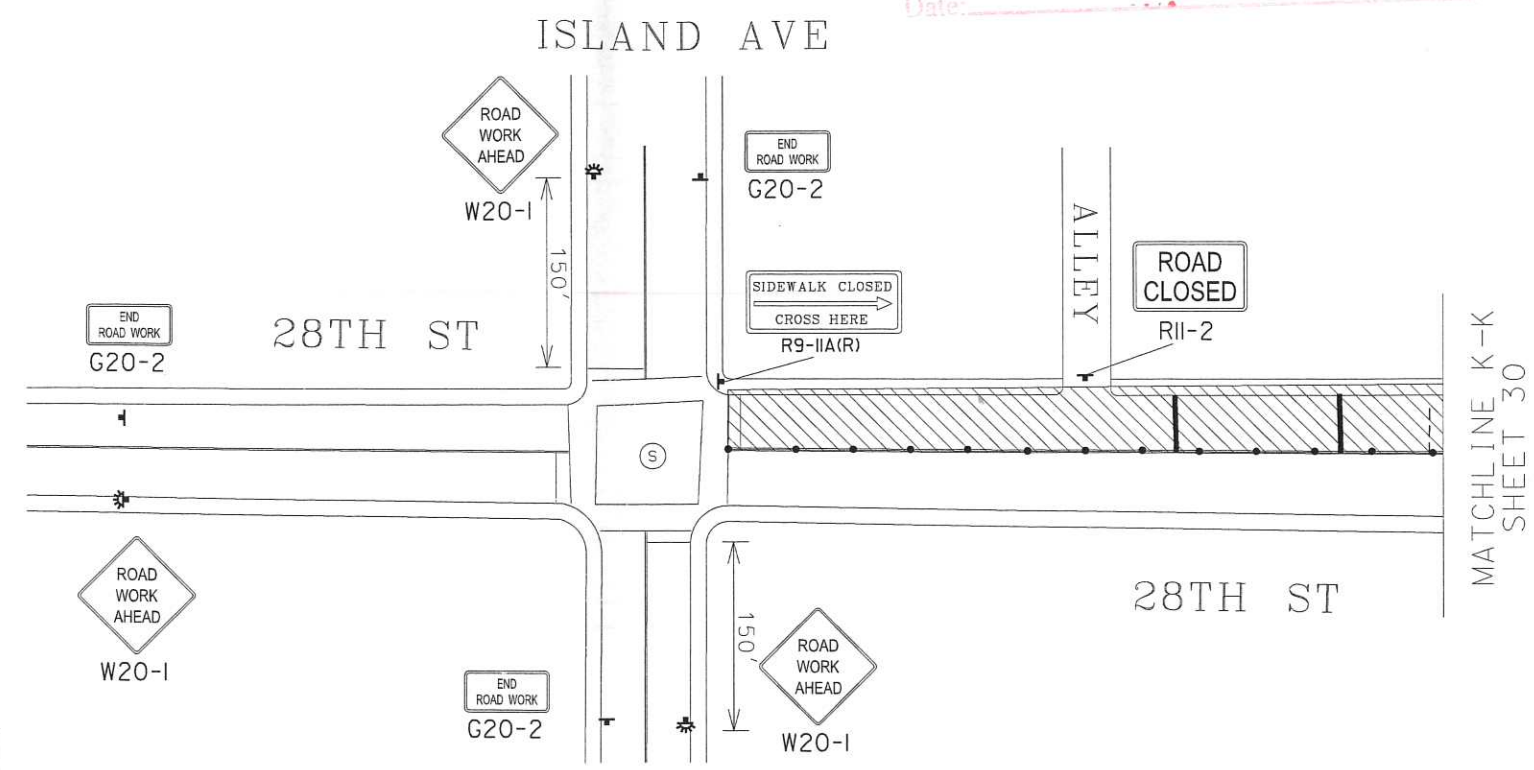 Date:
ISLAND AVE
ROAD
WORK
AHEAD
W20-1
END
ROAD WORK
G20-2
150'
ALLEY
SIDEWALK CLOSED
CROSS HERE
R9-11A(R)
ROAD
CLOSED
R11-2
END
ROAD WORK
G20-2
28TH ST
MATCHLINE K-K
SHEET 30
S
ROAD
WORK
AHEAD
W20-1
28TH ST
150'
ROAD
WORK
AHEAD
W20-1
END
ROAD WORK
G20-2